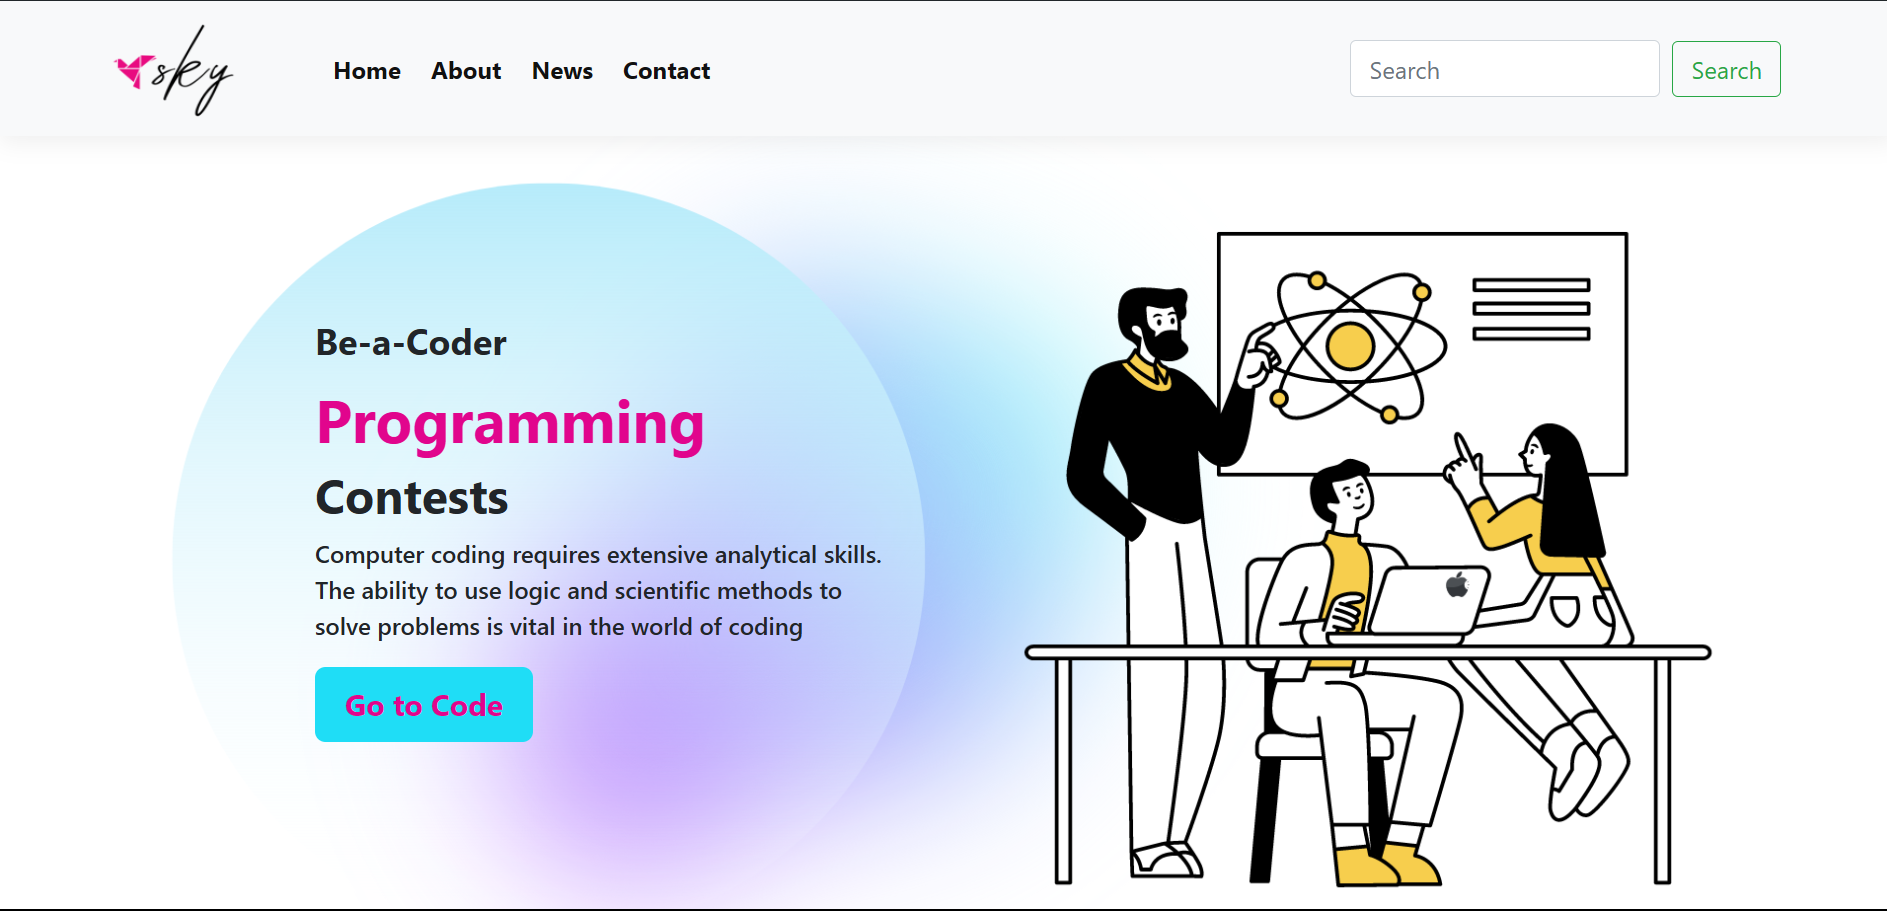 sky
Home
About
News
Contact
Search
Search
Be-a-Coder
Programming
Contests
Computer coding requires extensive analytical skills.
The ability to use logic and scientific methods to
solve problems is vital in the world of coding
Go to Code